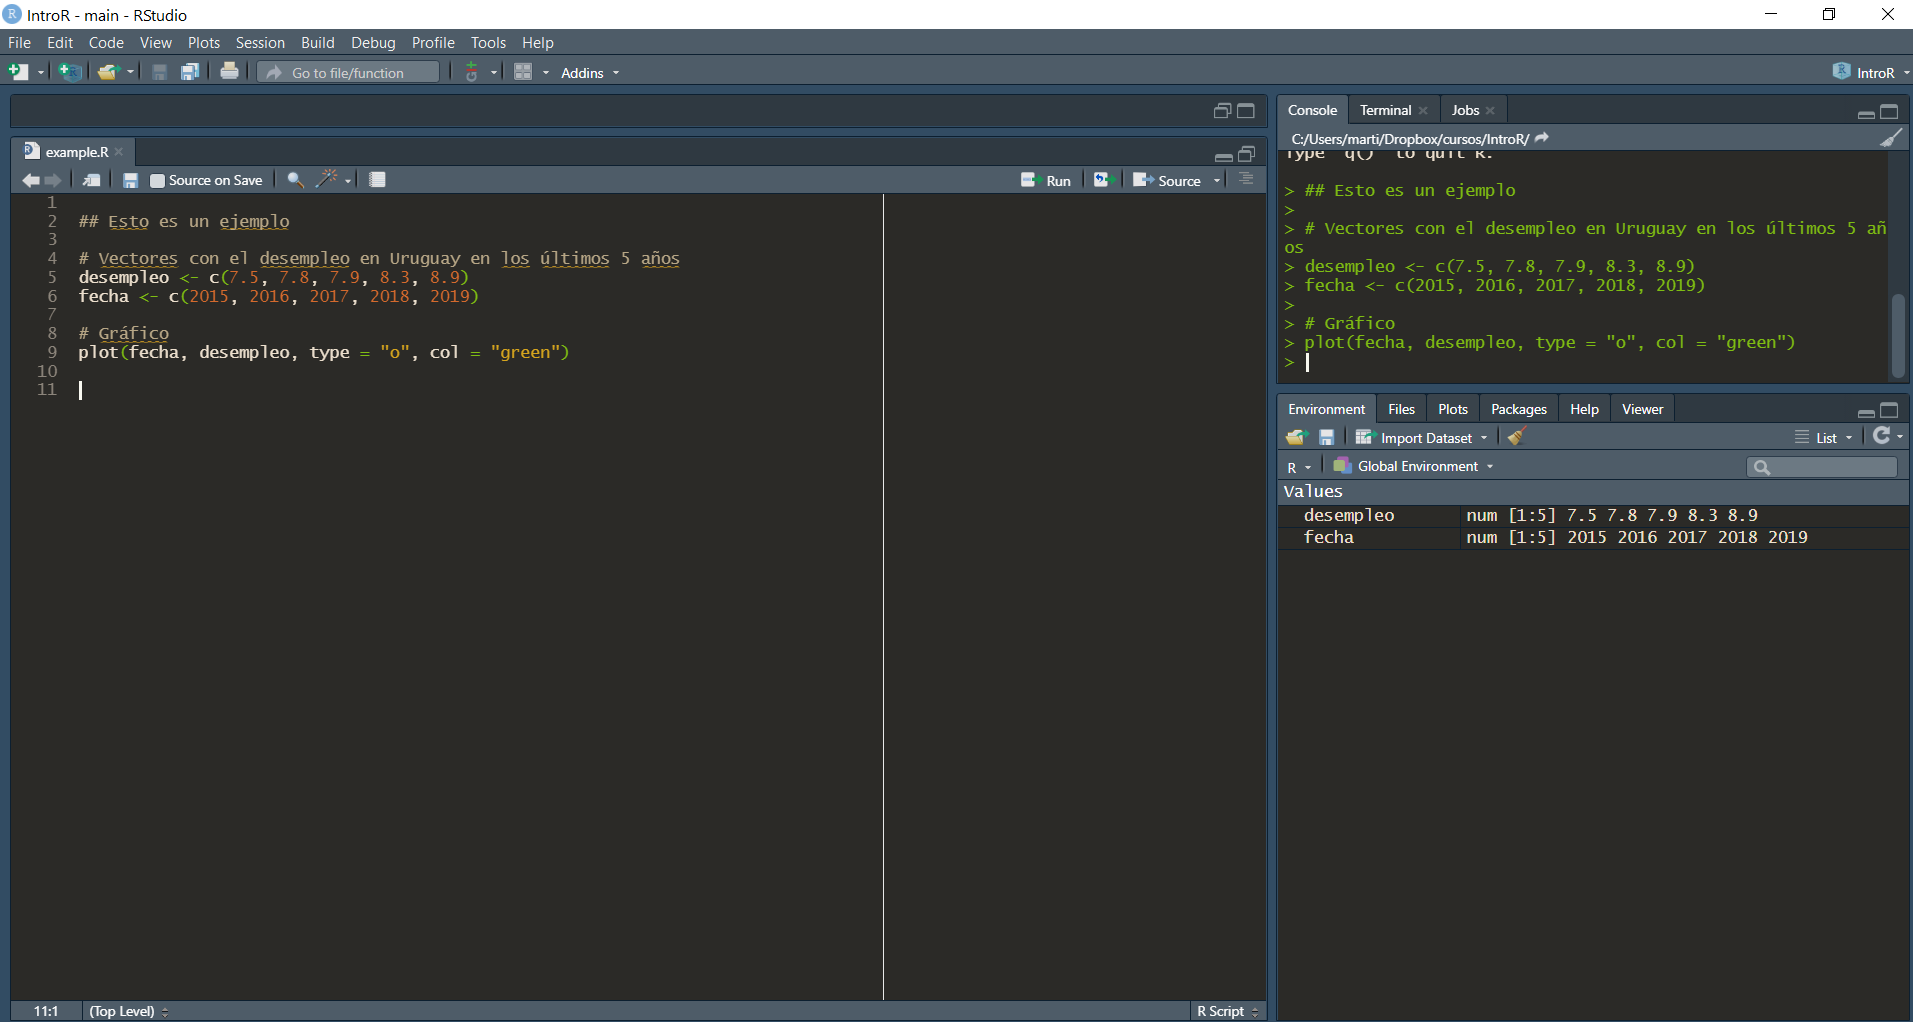 IntroR - main - RStudio
File Edit Code View Plots Session Build Debug Profile Tools Help
Go to file/function Addins IntroR
example.R
Source on Save Run Source
1
2 ## Esto es un ejemplo
3
4 # Vectores con el desempleo en Uruguay en los últimos 5 años
5 desempleo <- c(7.5, 7.8, 7.9, 8.3, 8.9)
6 fecha <- c(2015, 2016, 2017, 2018, 2019)
7
8 # Gráfico
9 plot(fecha, desempleo, type = "o", col = "green")
10
11
11:1 (Top Level) R Script
Console Terminal Jobs
C:/Users/marti/Dropbox/cursos/IntroR/
Type 'q()' to quit R.
> ## Esto es un ejemplo
>
> # Vectores con el desempleo en Uruguay en los últimos 5 añ
os
> desempleo <- c(7.5, 7.8, 7.9, 8.3, 8.9)
> fecha <- c(2015, 2016, 2017, 2018, 2019)
>
> # Gráfico
> plot(fecha, desempleo, type = "o", col = "green")
>
Environment Files Plots Packages Help Viewer
Import Dataset List
R Global Environment
Values
desempleo num [1:5] 7.5 7.8 7.9 8.3 8.9
fecha num [1:5] 2015 2016 2017 2018 2019